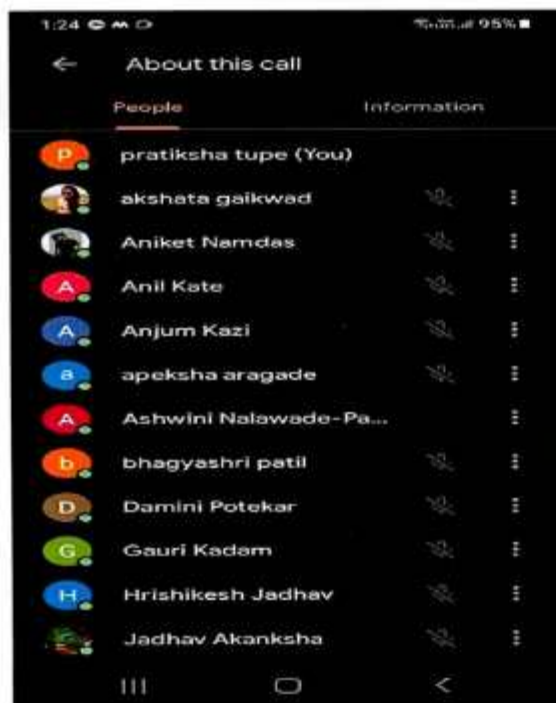 1:24 95%
About this call
People Information
P pratiksha tupe (You)
akshata gaikwad
Aniket Namdas
A Anil Kate
A Anjum Kazi
a apeksha aragade
A Ashwini Nalawade-Pa...
b bhagyashri patil
D Damini Potekar
G Gauri Kadam
H Hrishikesh Jadhav
Jadhav Akanksha